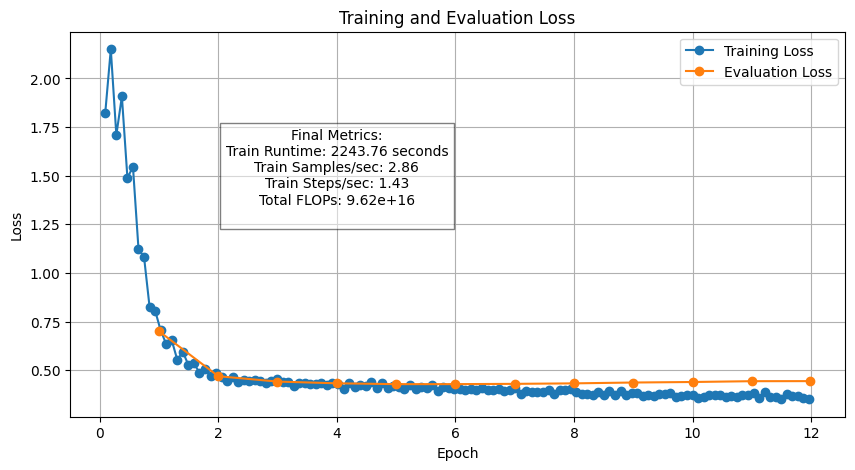 Training and Evaluation Loss
Training Loss
Evaluation Loss
Final Metrics:
Train Runtime: 2243.76 seconds
Train Samples/sec: 2.86
Train Steps/sec: 1.43
Total FLOPs: 9.62e+16
Loss
2.00
1.75
1.50
1.25
1.00
0.75
0.50
0 2 4 6 8 10 12
Epoch